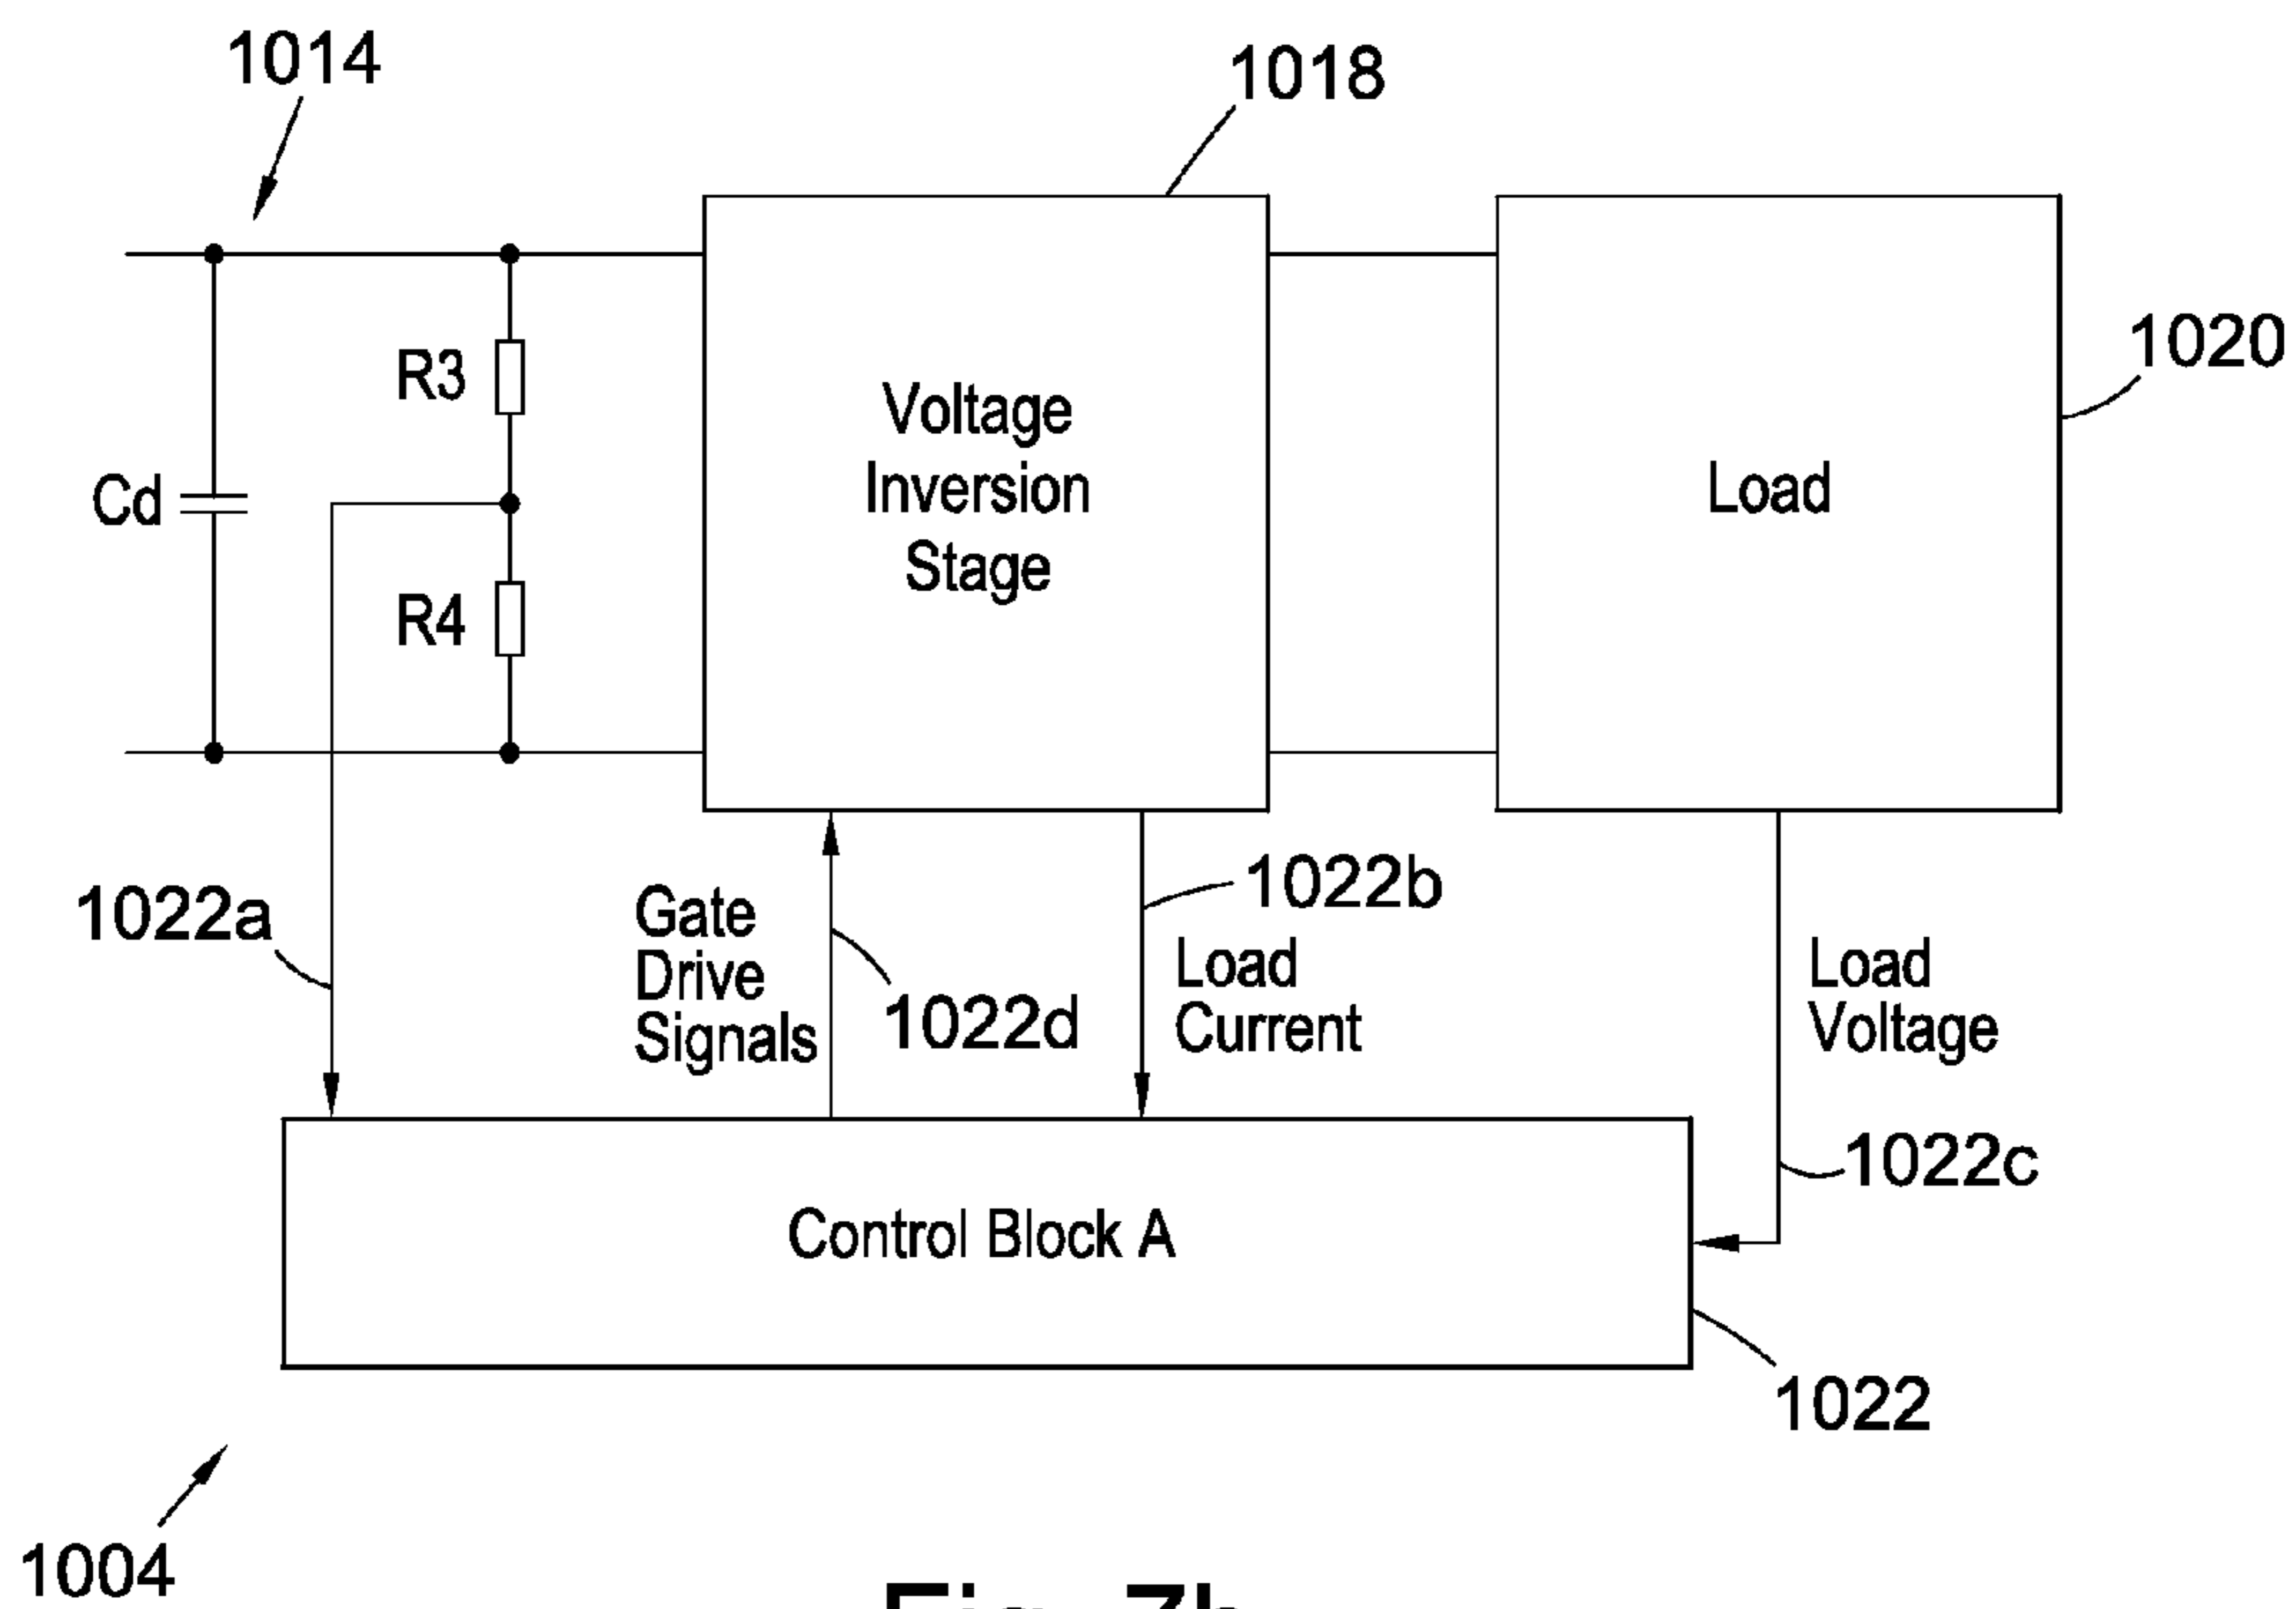 1014
1018
1020
R3
Cd
R4
Voltage
Inversion
Stage
Load
1022a
Gate
Drive
Signals
1022d
1022b
Load
Current
Load
Voltage
1022c
Control Block A
1022
1004